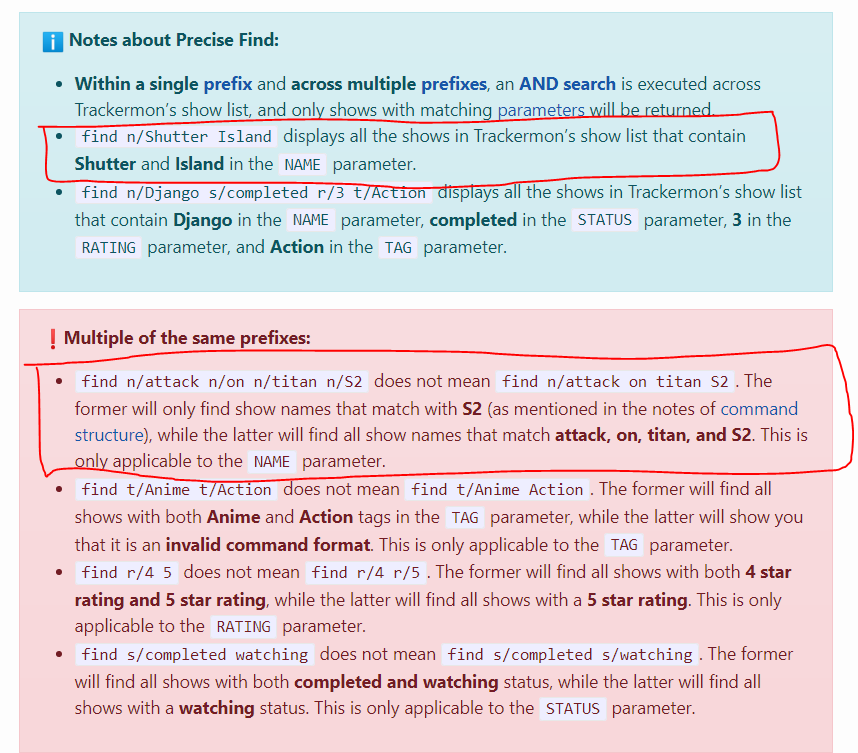 Notes about Precise Find:
Within a single prefix and across multiple prefixes, an AND search is executed across
Trackermon's show list, and only shows with matching parameters will be returned.
find n/Shutter Island displays all the shows in Trackermon's show list that contain
Shutter and Island in the NAME parameter.
find n/Django s/completed r/3 t/Action displays all the shows in Trackermon's show list
that contain Django in the NAME parameter, completed in the STATUS parameter, 3 in the
RATING parameter, and Action in the TAG parameter.
Multiple of the same prefixes:
find n/attack n/on n/titan n/S2 does not mean find n/attack on titan S2. The
former will only find show names that match with S2 (as mentioned in the notes of command
structure), while the latter will find all show names that match attack, on, titan, and S2. This is
only applicable to the NAME parameter.
find t/Anime t/Action does not mean find t/Anime Action. The former will find all
shows with both Anime and Action tags in the TAG parameter, while the latter will show you
that it is an invalid command format. This is only applicable to the TAG parameter.
find r/4 5 does not mean find r/4 r/5. The former will find all shows with both 4 star
rating and 5 star rating, while the latter will find all shows with a 5 star rating. This is only
applicable to the RATING parameter.
find s/completed watching does not mean find s/completed s/watching. The former
will find all shows with both completed and watching status, while the latter will find all
shows with a watching status. This is only applicable to the STATUS parameter.